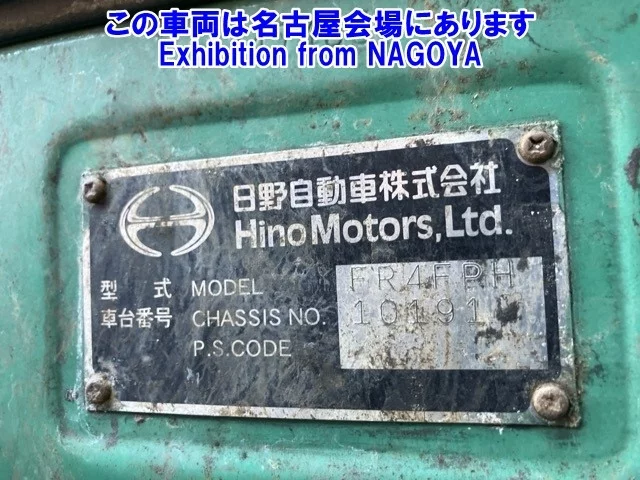 この車両は名古屋会場にあります
Exhibition from NAGOYA
日野自動車株式会社
Hino Motors, Ltd.
型式 MODEL FR4FPH
車台番号 CHASSIS NO. 10191
P.S.CODE